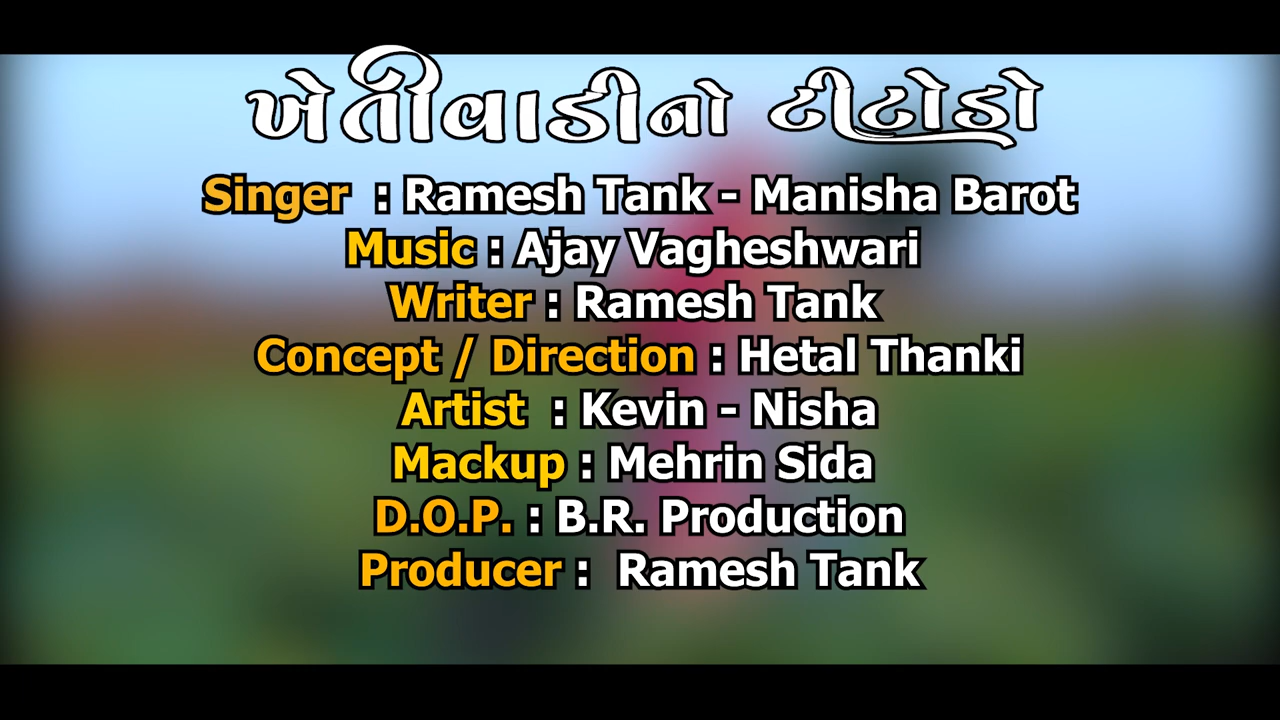 ખેતીવાડીનો ટીટોડો
Singer : Ramesh Tank - Manisha Barot
Music : Ajay Vagheshwari
Writer : Ramesh Tank
Concept / Direction : Hetal Thanki
Artist : Kevin - Nisha
Mackup : Mehrin Sida
D.O.P. : B.R. Production
Producer : Ramesh Tank